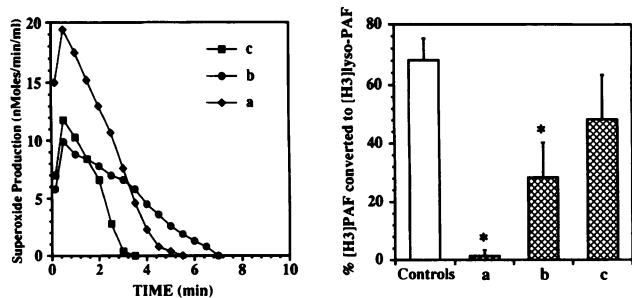 Superoxide Production (nMoles/min/ml)
20
15
10
5
0
0 2 4 6 8 10
TIME (min)
c
b
a
% [H3]PAF converted to [H3]lyso-PAF
80
60
40
20
0
*
*
Controls a b c